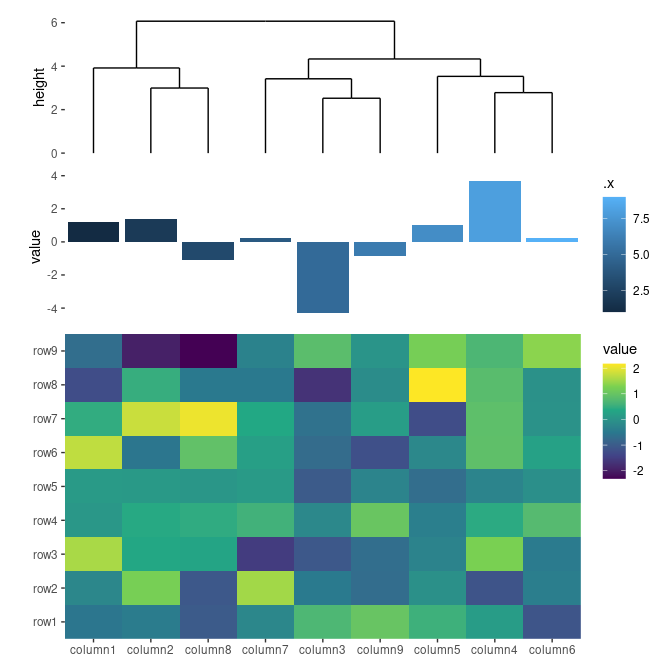 6
4
2
0
height
4
2
0
-2
-4
value
.x
7.5
5.0
2.5
row9
row8
row7
row6
row5
row4
row3
row2
row1
value
2
1
0
-1
-2
column1 column2 column8 column7 column3 column9 column5 column4 column6